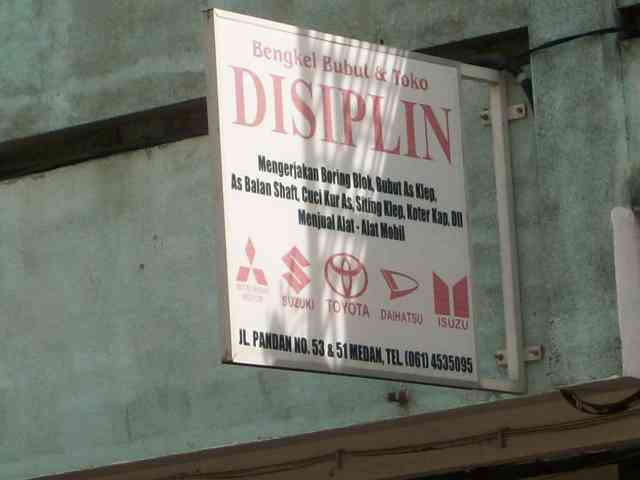 Bengkel Bubut & Toko
DISIPLIN
Mengerjakan Boring Blok, Bubut As Klep,
As Balan Shaft, Cuci Kur As, Siting Klep, Koter Kap, Dll
Menjual Alat - Alat Mobil
MITSUBISHI MOTOR
SUZUKI
TOYOTA
DAIHATSU
ISUZU
JL. PANDAN NO. 53 & 51 MEDAN, TEL. (061) 4535095